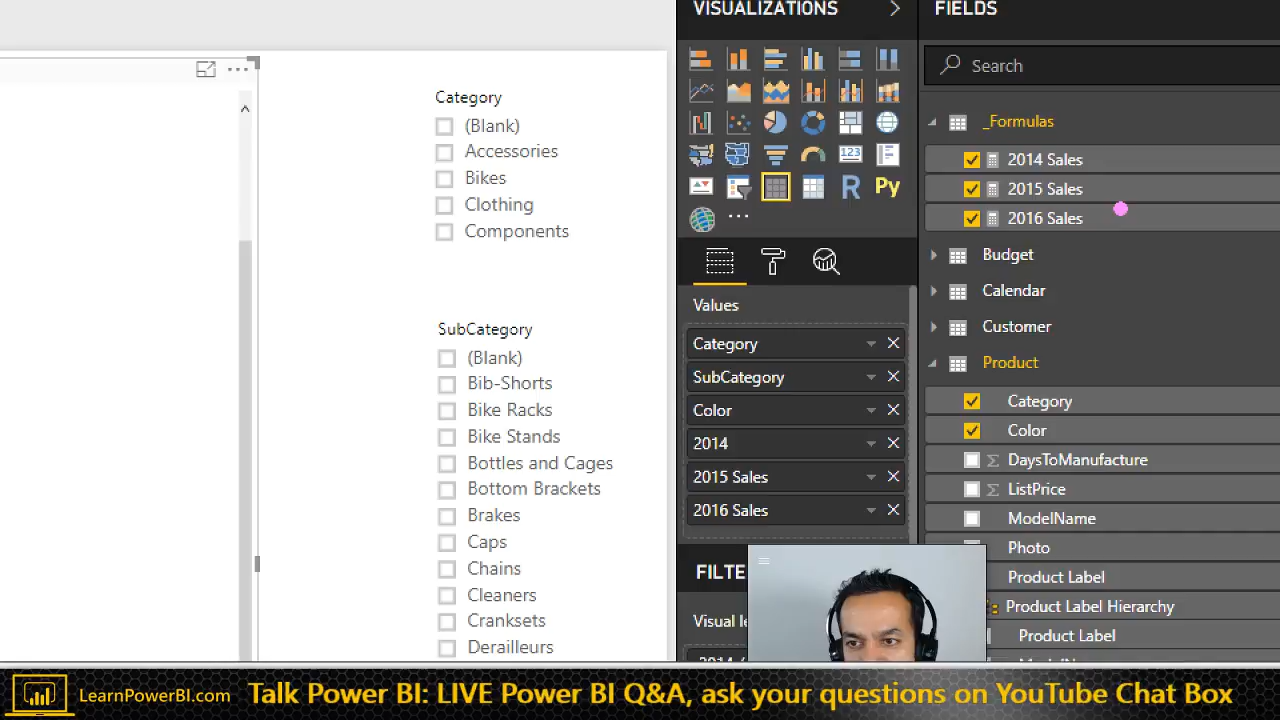 VISUALIZATIONS
FIELDS
Search
Category
(Blank)
Accessories
Bikes
Clothing
Components
SubCategory
(Blank)
Bib-Shorts
Bike Racks
Bike Stands
Bottles and Cages
Bottom Brackets
Brakes
Caps
Chains
Cleaners
Cranksets
Derailleurs
123
R
Py
Values
Category
SubCategory
Color
2014
2015 Sales
2016 Sales
FILTE
Visual le
_Formulas
2014 Sales
2015 Sales
2016 Sales
Budget
Calendar
Customer
Product
Category
Color
DaysToManufacture
ListPrice
ModelName
Photo
Product Label
Product Label Hierarchy
Product Label
LearnPowerBI.com
Talk Power BI: LIVE Power BI Q&A, ask your questions on YouTube Chat Box